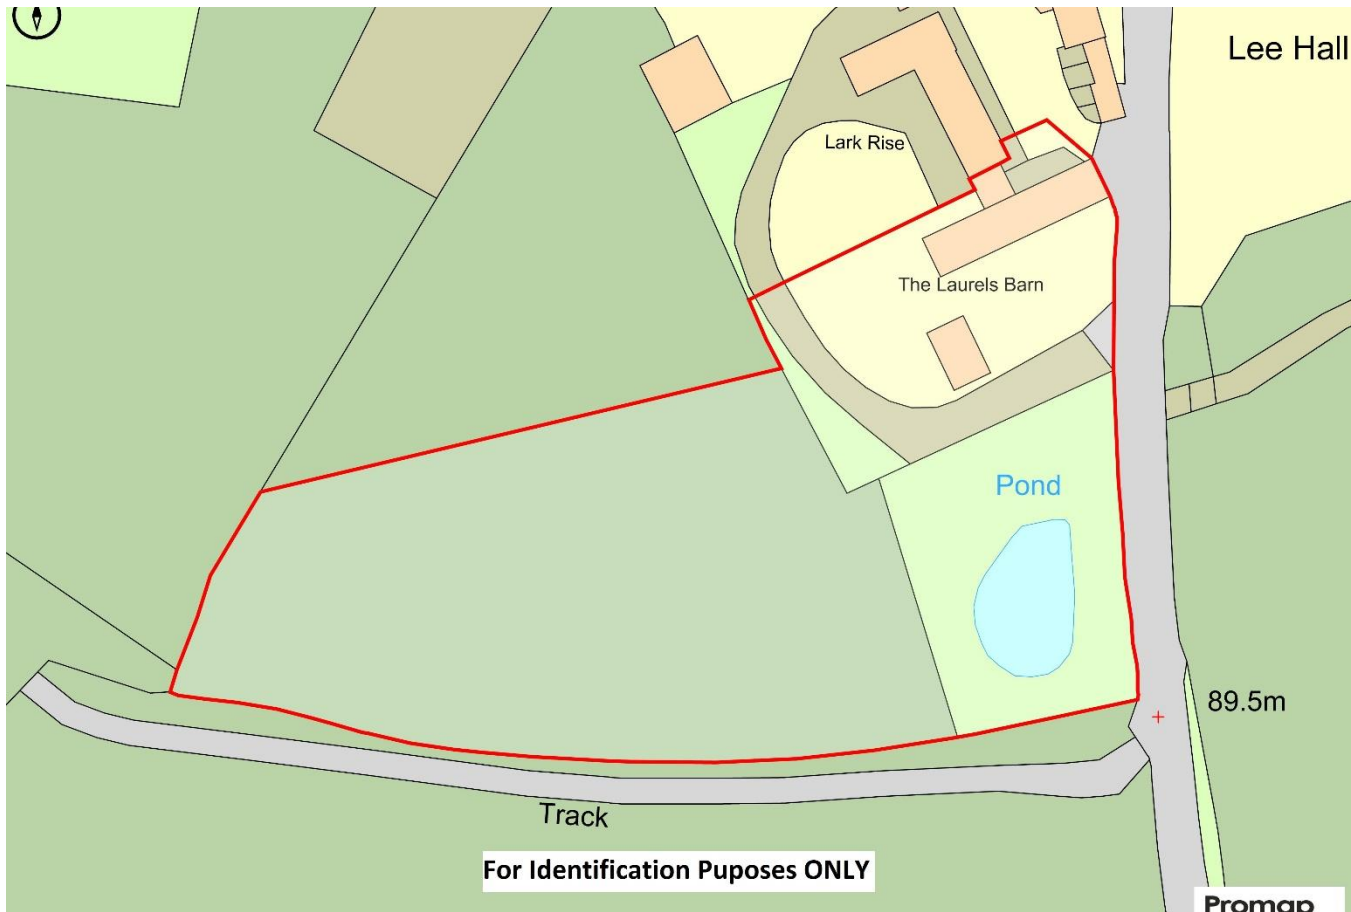 Lee Hall
Lark Rise
The Laurels Barn
Pond
89.5m
Track
For Identification Puposes ONLY
Promap